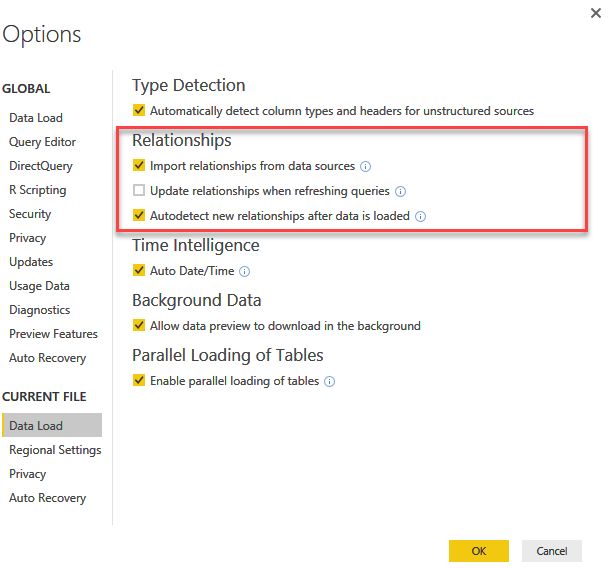 Options
GLOBAL
Data Load
Query Editor
DirectQuery
R Scripting
Security
Privacy
Updates
Usage Data
Diagnostics
Preview Features
Auto Recovery
CURRENT FILE
Data Load
Regional Settings
Privacy
Auto Recovery
Type Detection
Automatically detect column types and headers for unstructured sources
Relationships
Import relationships from data sources
Update relationships when refreshing queries
Autodetect new relationships after data is loaded
Time Intelligence
Auto Date/Time
Background Data
Allow data preview to download in the background
Parallel Loading of Tables
Enable parallel loading of tables
OK
Cancel